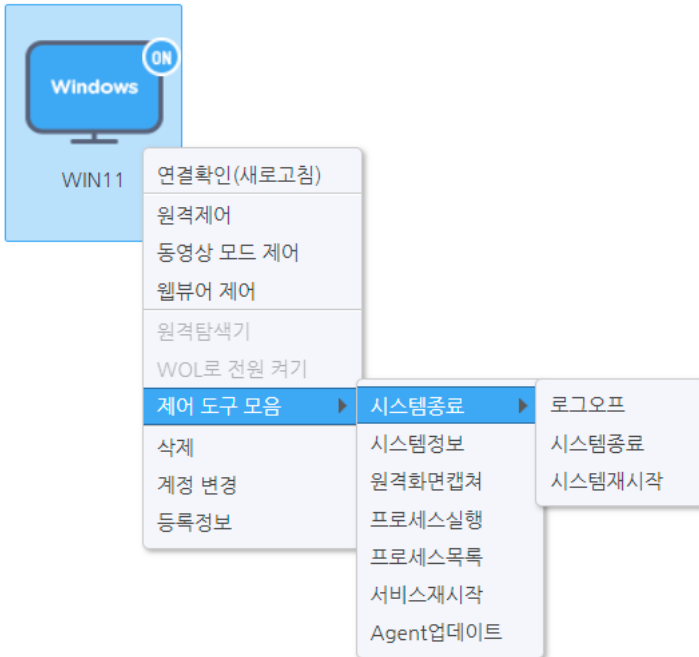 ON
Windows
WIN11
연결확인(새로고침)
원격제어
동영상 모드 제어
웹뷰어 제어
원격탐색기
WOL로 전원 켜기
제어 도구 모음
삭제
계정 변경
등록정보
시스템종료
시스템정보
원격화면캡쳐
프로세스실행
프로세스목록
서비스재시작
Agent업데이트
로그오프
시스템종료
시스템재시작